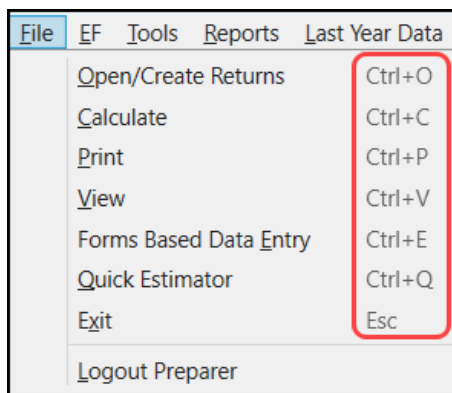 File EF Tools Reports Last Year Data
Open/Create Returns Ctrl+O
Calculate Ctrl+C
Print Ctrl+P
View Ctrl+V
Forms Based Data Entry Ctrl+E
Quick Estimator Ctrl+Q
Exit Esc
Logout Preparer